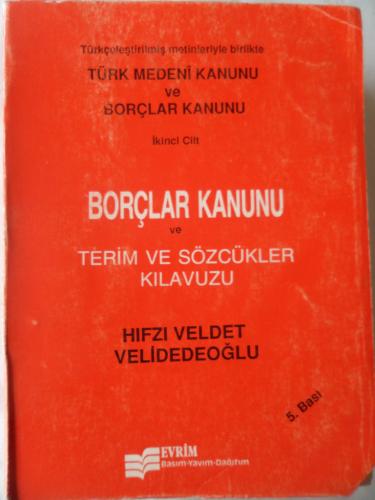 Türkçeleştirilmiş metinleriyle birlikte
TÜRK MEDENÎ KANUNU
ve
BORÇLAR KANUNU
İkinci Cilt
BORÇLAR KANUNU
ve
TERİM VE SÖZCÜKLER
KILAVUZU
HIFZI VELDET
VELİDEDEOĞLU
5. Bası
EVRİM
Basım-Yayım-Dağıtım